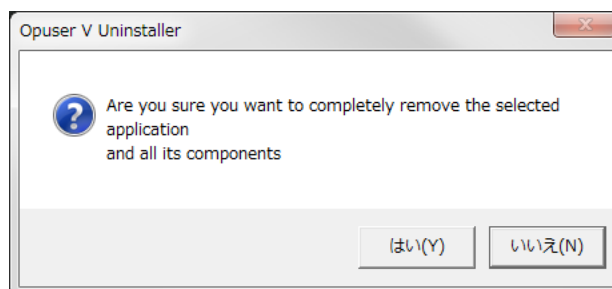 Opuser V Uninstaller
Are you sure you want to completely remove the selected
application
and all its components
はい(Y)
いいえ(N)